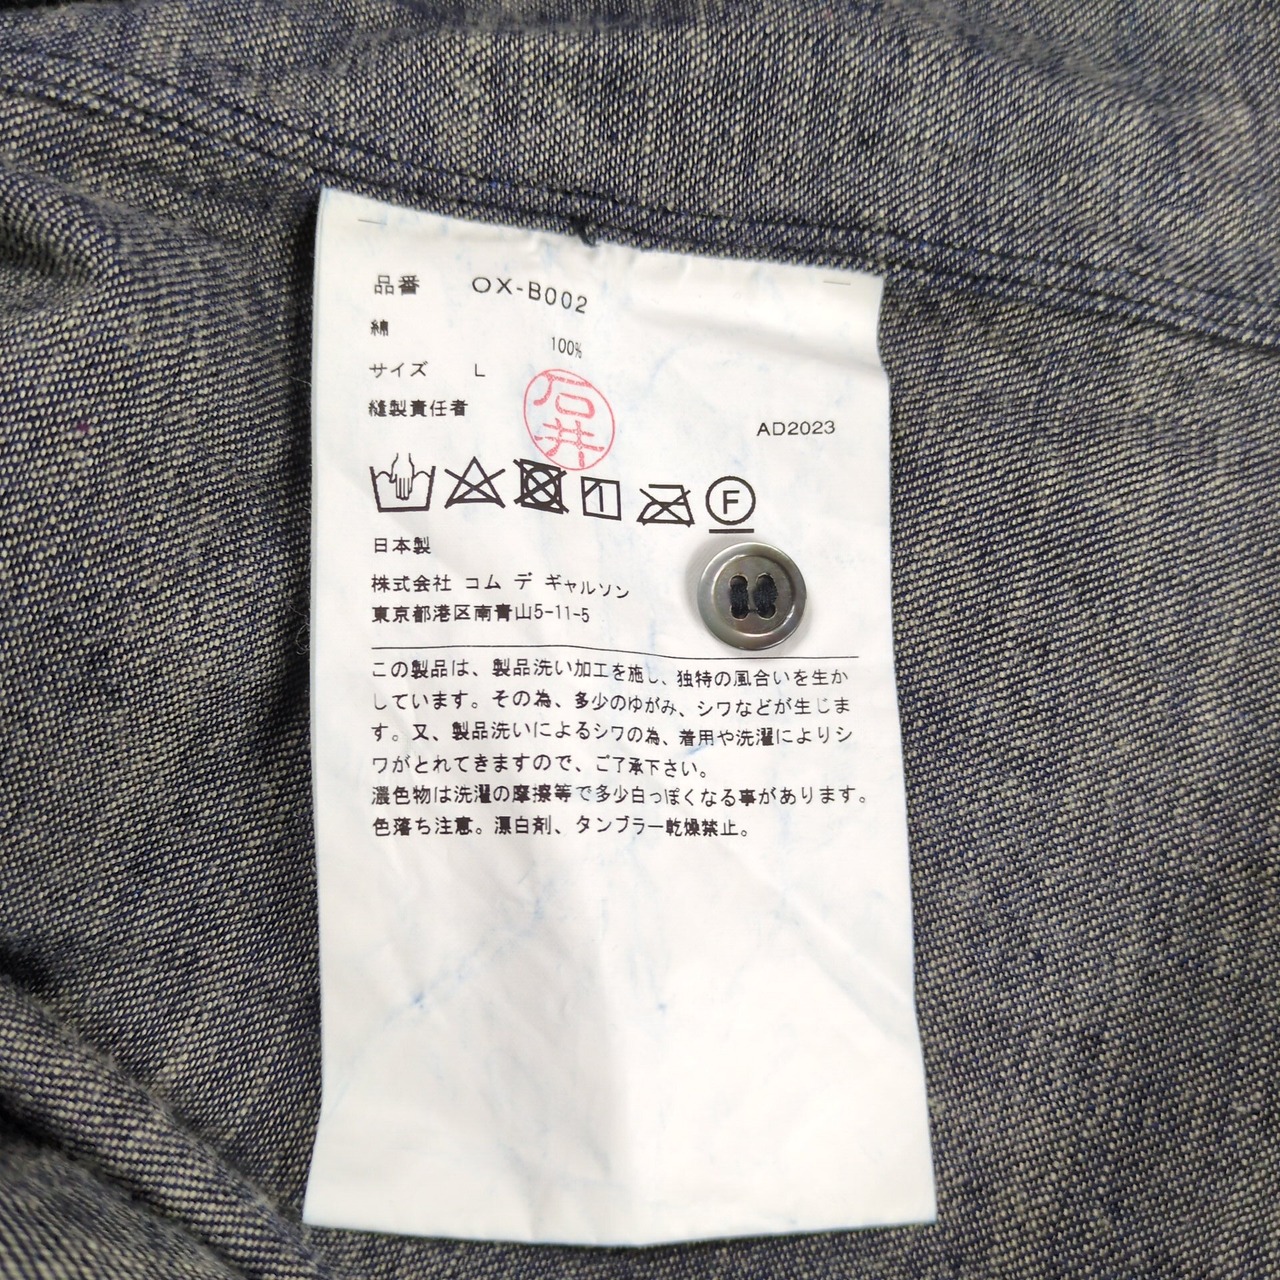 品番 OX-B002
綿 100%
サイズ L
縫製責任者 石井
AD2023
1
F
日本製
株式会社 コム デ ギャルソン
東京都港区南青山5-11-5
この製品は、製品洗い加工を施し、独特の風合いを生か
しています。その為、多少のゆがみ、シワなどが生じま
す。又、製品洗いによるシワの為、着用や洗濯によりシ
ワがとれてきますので、ご了承下さい。
濃色物は洗濯の摩擦等で多少白っぽくなる事があります。
色落ち注意。漂白剤、タンブラー乾燥禁止。